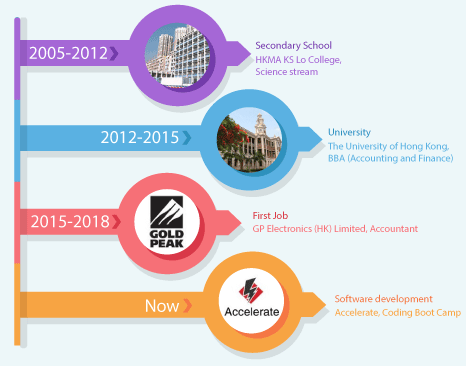 2005-2012
Secondary School
HKMA KS Lo College,
Science stream
2012-2015
University
The University of Hong Kong,
BBA (Accounting and Finance)
2015-2018
GOLD
PEAK
First Job
GP Electronics (HK) Limited, Accountant
Now
Accelerate
Software development
Accelerate, Coding Boot Camp